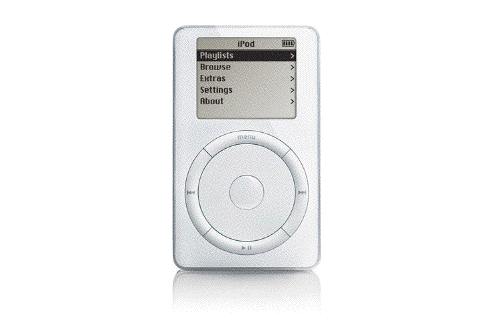 iPod
Playlists >
Browse >
Extras >
Settings >
About >
menu